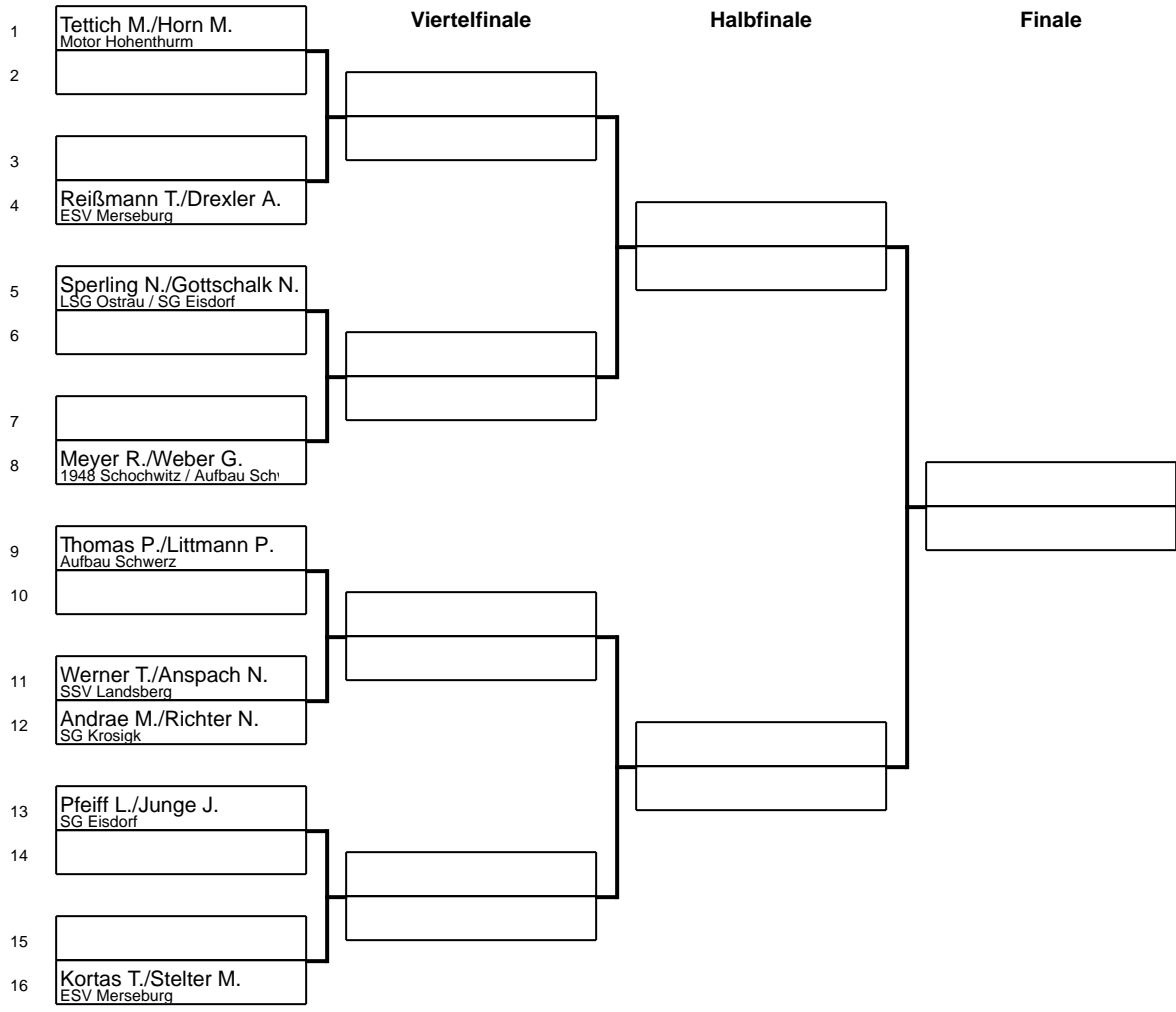 Viertelfinale
Halbfinale
Finale
1
Tettich M./Horn M.
Motor Hohenthurm
2
3
4
Reißmann T./Drexler A.
ESV Merseburg
5
Sperling N./Gottschalk N.
LSG Ostrau / SG Eisdorf
6
7
8
Meyer R./Weber G.
1948 Schochwitz / Aufbau Schw
9
Thomas P./Littmann P.
Aufbau Schwerz
10
11
Werner T./Anspach N.
SSV Landsberg
12
Andrae M./Richter N.
SG Krosigk
13
Pfeiff L./Junge J.
SG Eisdorf
14
15
16
Kortas T./Stelter M.
ESV Merseburg